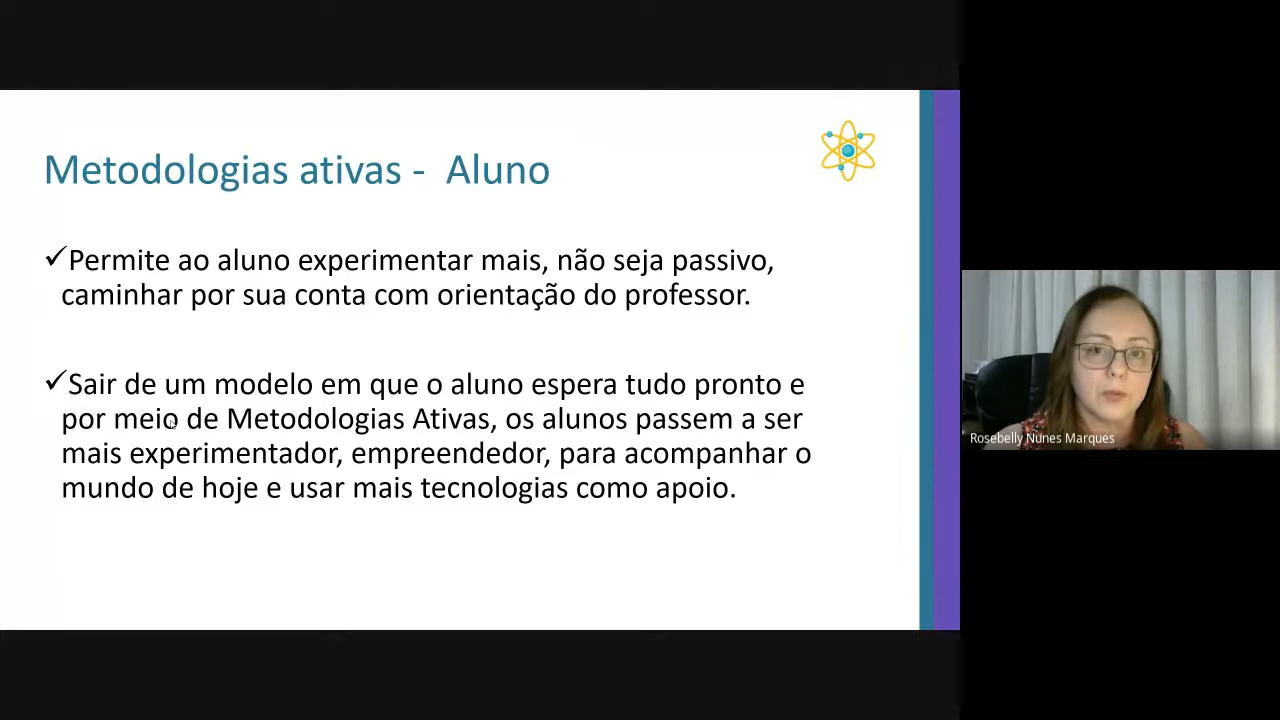 Metodologias ativas - Aluno
✓Permite ao aluno experimentar mais, não seja passivo,
caminhar por sua conta com orientação do professor.
✓Sair de um modelo em que o aluno espera tudo pronto e
por meio de Metodologias Ativas, os alunos passem a ser
mais experimentador, empreendedor, para acompanhar o
mundo de hoje e usar mais tecnologias como apoio.
Rosebelly Nunes Marques